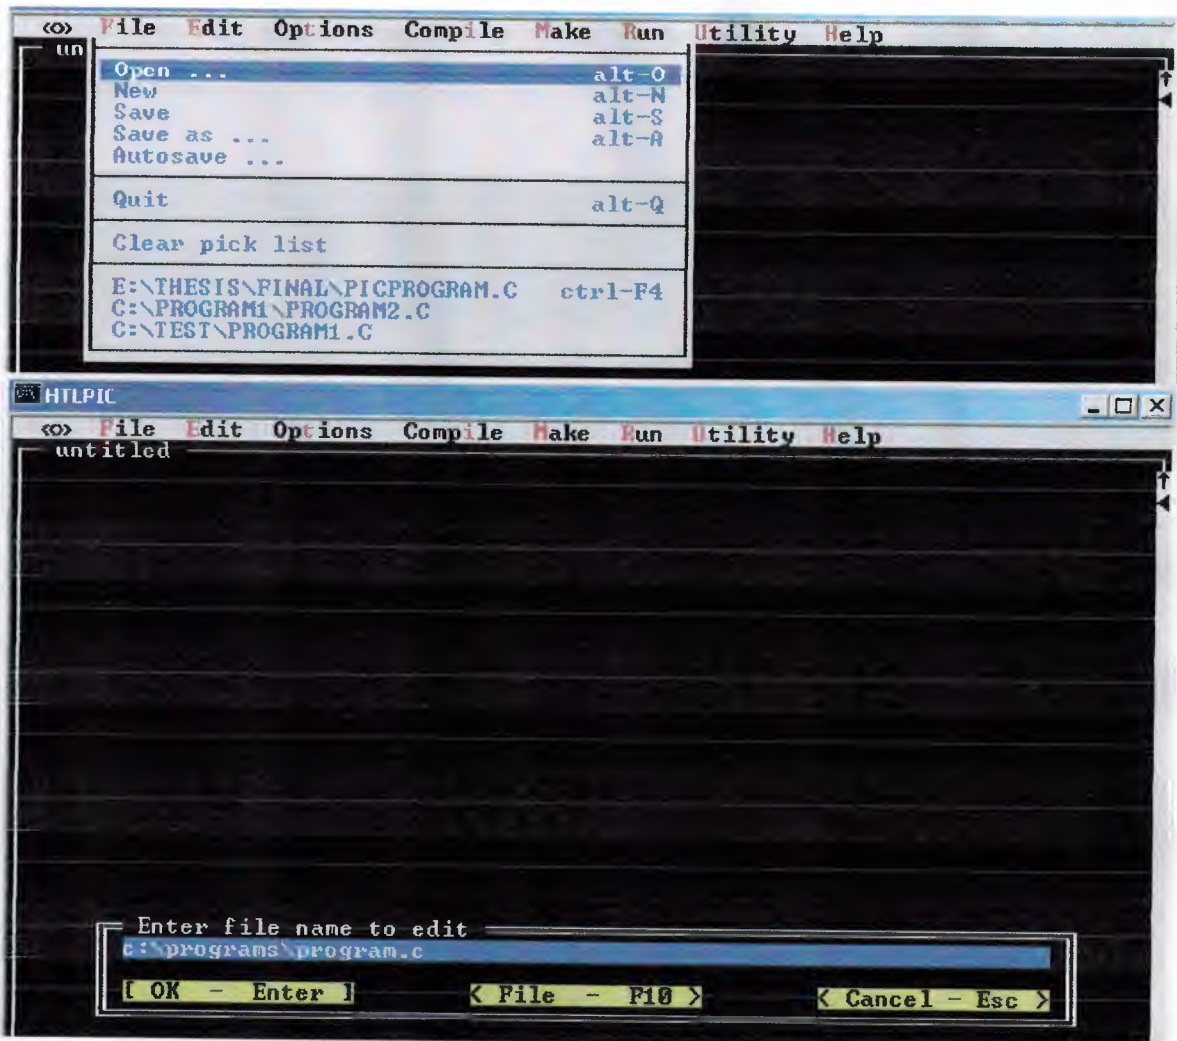 <<>> File Edit Options Compile Make Run Utility Help
un
Open ... alt-O
New alt-N
Save alt-S
Save as ... alt-A
Autosave ...
Quit alt-Q
Clear pick list
E:\THESIS\FINAL\PICPROGRAM.C ctrl-F4
C:\PROGRAM1\PROGRAM2.C
C:\TEST\PROGRAM1.C
HTLPIC
<<>> File Edit Options Compile Make Run Utility Help
untitled
Enter file name to edit
c:\programs\program.c
[ OK - Enter ] < File - F10 > < Cancel - Esc >